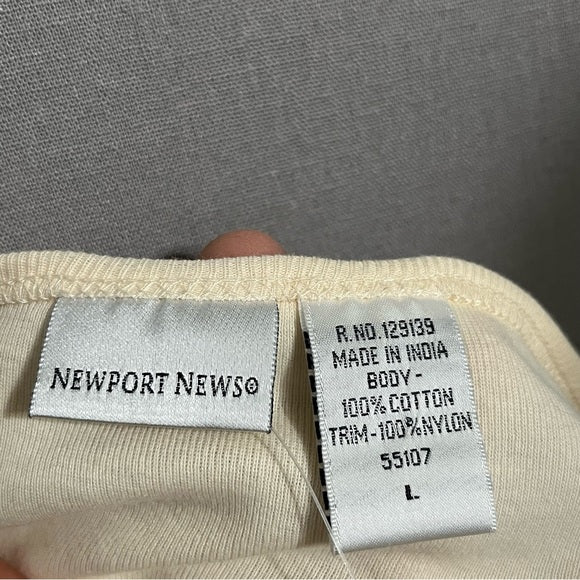 NEWPORT NEWS®
R.NO.129139
MADE IN INDIA
BODY-
100%COTTON
TRIM-100%NYLON
55107
L